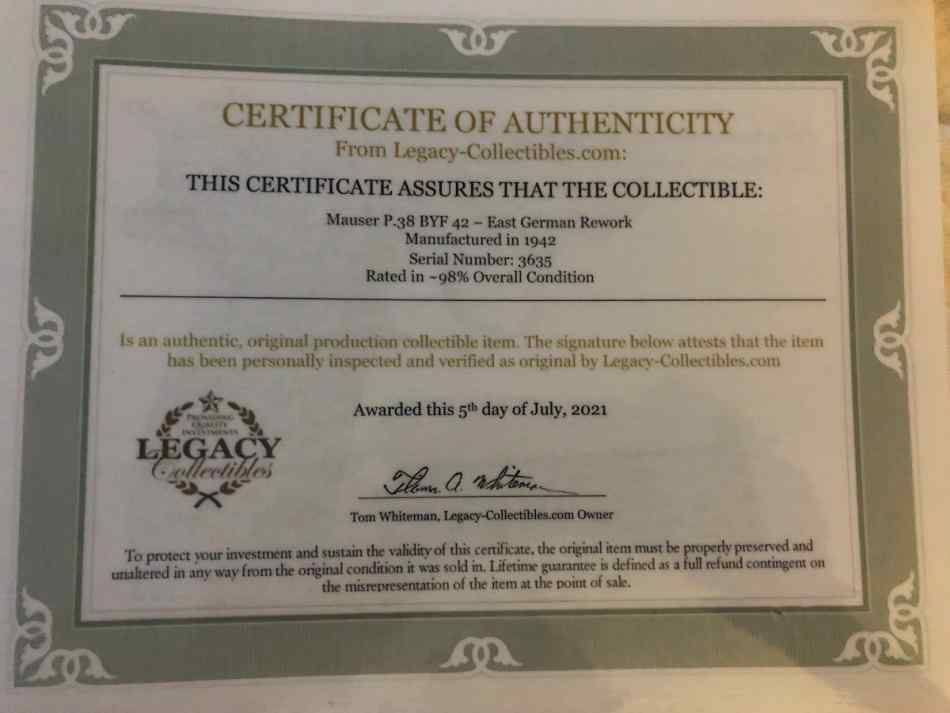 CERTIFICATE OF AUTHENTICITY
From Legacy-Collectibles.com:
THIS CERTIFICATE ASSURES THAT THE COLLECTIBLE:
Mauser P.38 BYF 42 – East German Rework
Manufactured in 1942
Serial Number: 3635
Rated in ~98% Overall Condition
Is an authentic, original production collectible item. The signature below attests that the item
has been personally inspected and verified as original by Legacy-Collectibles.com
Awarded this 5th day of July, 2021
PROVIDING
QUALITY
INVESTMENTS
LEGACY
Collectibles
Thomas A. Whiteman
Tom Whiteman, Legacy-Collectibles.com Owner
To protect your investment and sustain the validity of this certificate, the original item must be properly preserved and
unaltered in any way from the original condition it was sold in. Lifetime guarantee is defined as a full refund contingent on
the misrepresentation of the item at the point of sale.